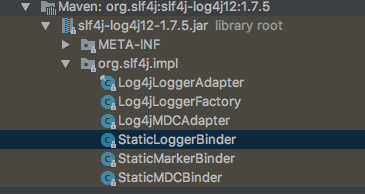 Maven: org.slf4j:slf4j-log4j12:1.7.5
slf4j-log4j12-1.7.5.jar library root
META-INF
org.slf4j.impl
Log4jLoggerAdapter
Log4jLoggerFactory
Log4jMDCAdapter
StaticLoggerBinder
StaticMarkerBinder
StaticMDCBinder